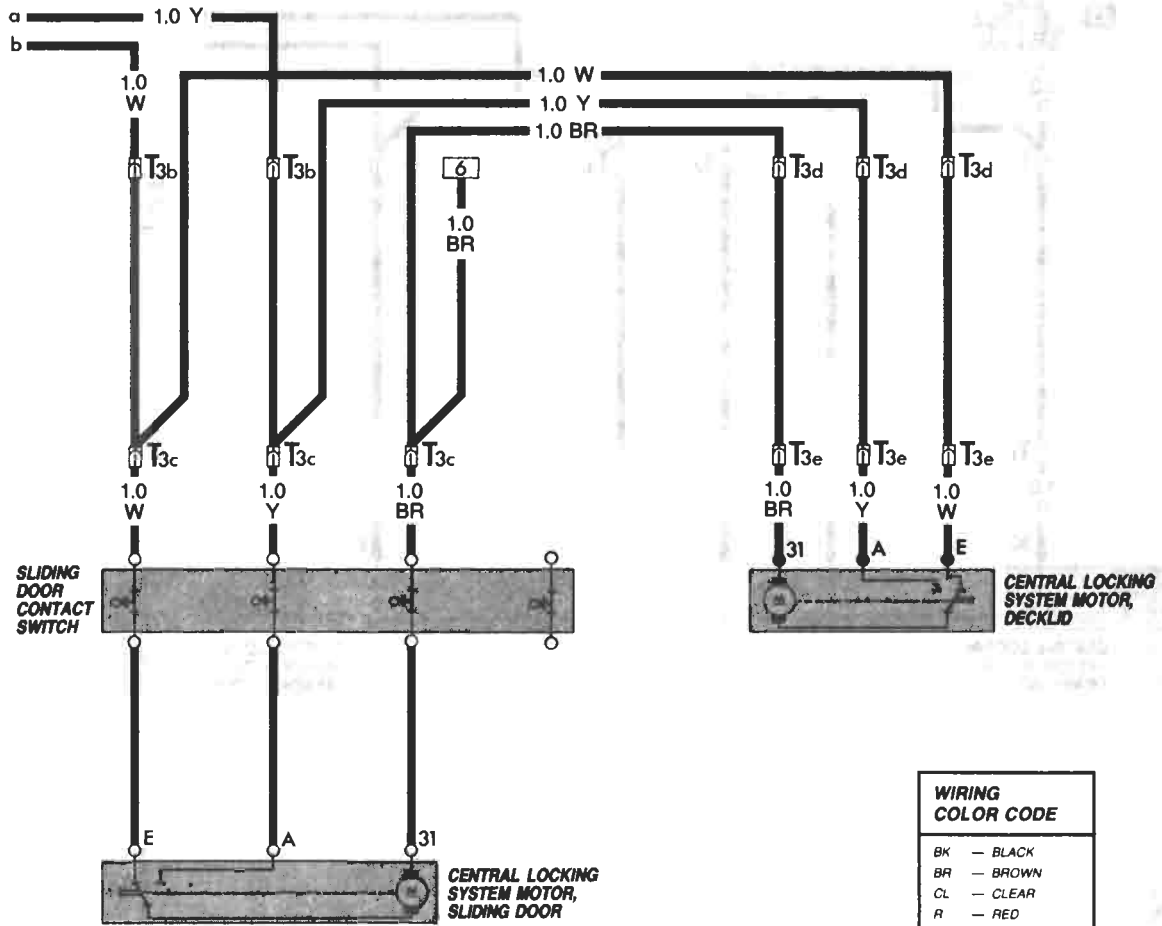 a
1.0 Y
b
1.0
W
1.0 W
1.0 Y
1.0 BR
T3b
T3b
6
T3d
T3d
T3d
1.0
BR
T3c
T3c
T3c
T3e
T3e
T3e
1.0
W
1.0
Y
1.0
BR
1.0
BR
1.0
Y
1.0
W
31
A
E
SLIDING
DOOR
CONTACT
SWITCH
CENTRAL LOCKING
SYSTEM MOTOR,
DECKLID
E
A
31
M
CENTRAL LOCKING
SYSTEM MOTOR,
SLIDING DOOR
WIRING
COLOR CODE
BK — BLACK
BR — BROWN
CL — CLEAR
R — RED